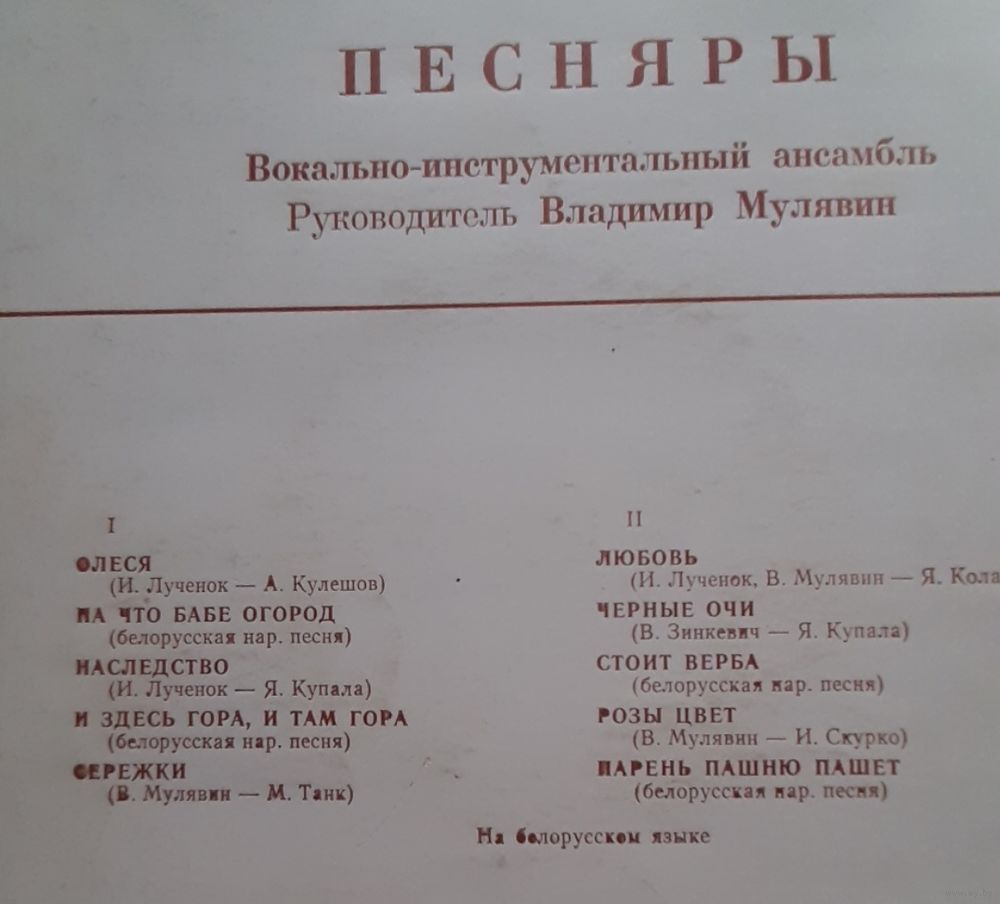 ПЕСНЯРЫ
Вокально-инструментальный ансамбль
Руководитель Владимир Мулявин
I
ОЛЕСЯ
(И. Лученок — А. Кулешов)
НА ЧТО БАБЕ ОГОРОД
(белорусская нар. песня)
НАСЛЕДСТВО
(И. Лученок — Я. Купала)
И ЗДЕСЬ ГОРА, И ТАМ ГОРА
(белорусская нар. песня)
СЕРЕЖКИ
(В. Мулявин — М. Танк)
II
ЛЮБОВЬ
(И. Лученок, В. Мулявин — Я. Кола
ЧЕРНЫЕ ОЧИ
(В. Зинкевич — Я. Купала)
СТОИТ ВЕРБА
(белорусская нар. песня)
РОЗЫ ЦВЕТ
(В. Мулявин — И. Скурко)
ПАРЕНЬ ПАШНЮ ПАШЕТ
(белорусская нар. песня)
На белорусском языке